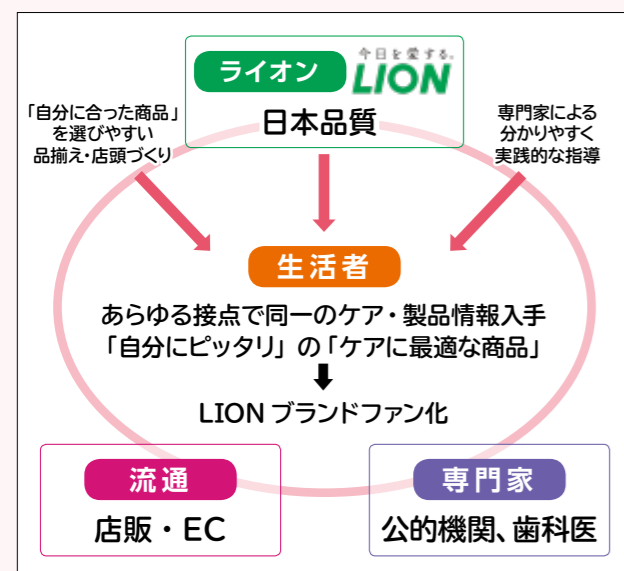 ライオン
今日を愛する。
LION
日本品質
「自分に合った商品」
を選びやすい
品揃え・店頭づくり
専門家による
分かりやすく
実践的な指導
生活者
あらゆる接点で同一のケア・製品情報入手
「自分にピッタリ」の「ケアに最適な商品」
LIONブランドファン化
流通
店販・EC
専門家
公的機関、歯科医